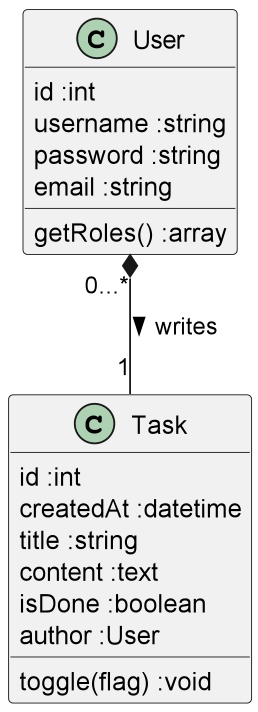 C User
id :int
username :string
password :string
email :string
getRoles() :array
0...*
writes
1
C Task
id :int
createdAt :datetime
title :string
content :text
isDone :boolean
author :User
toggle(flag) :void